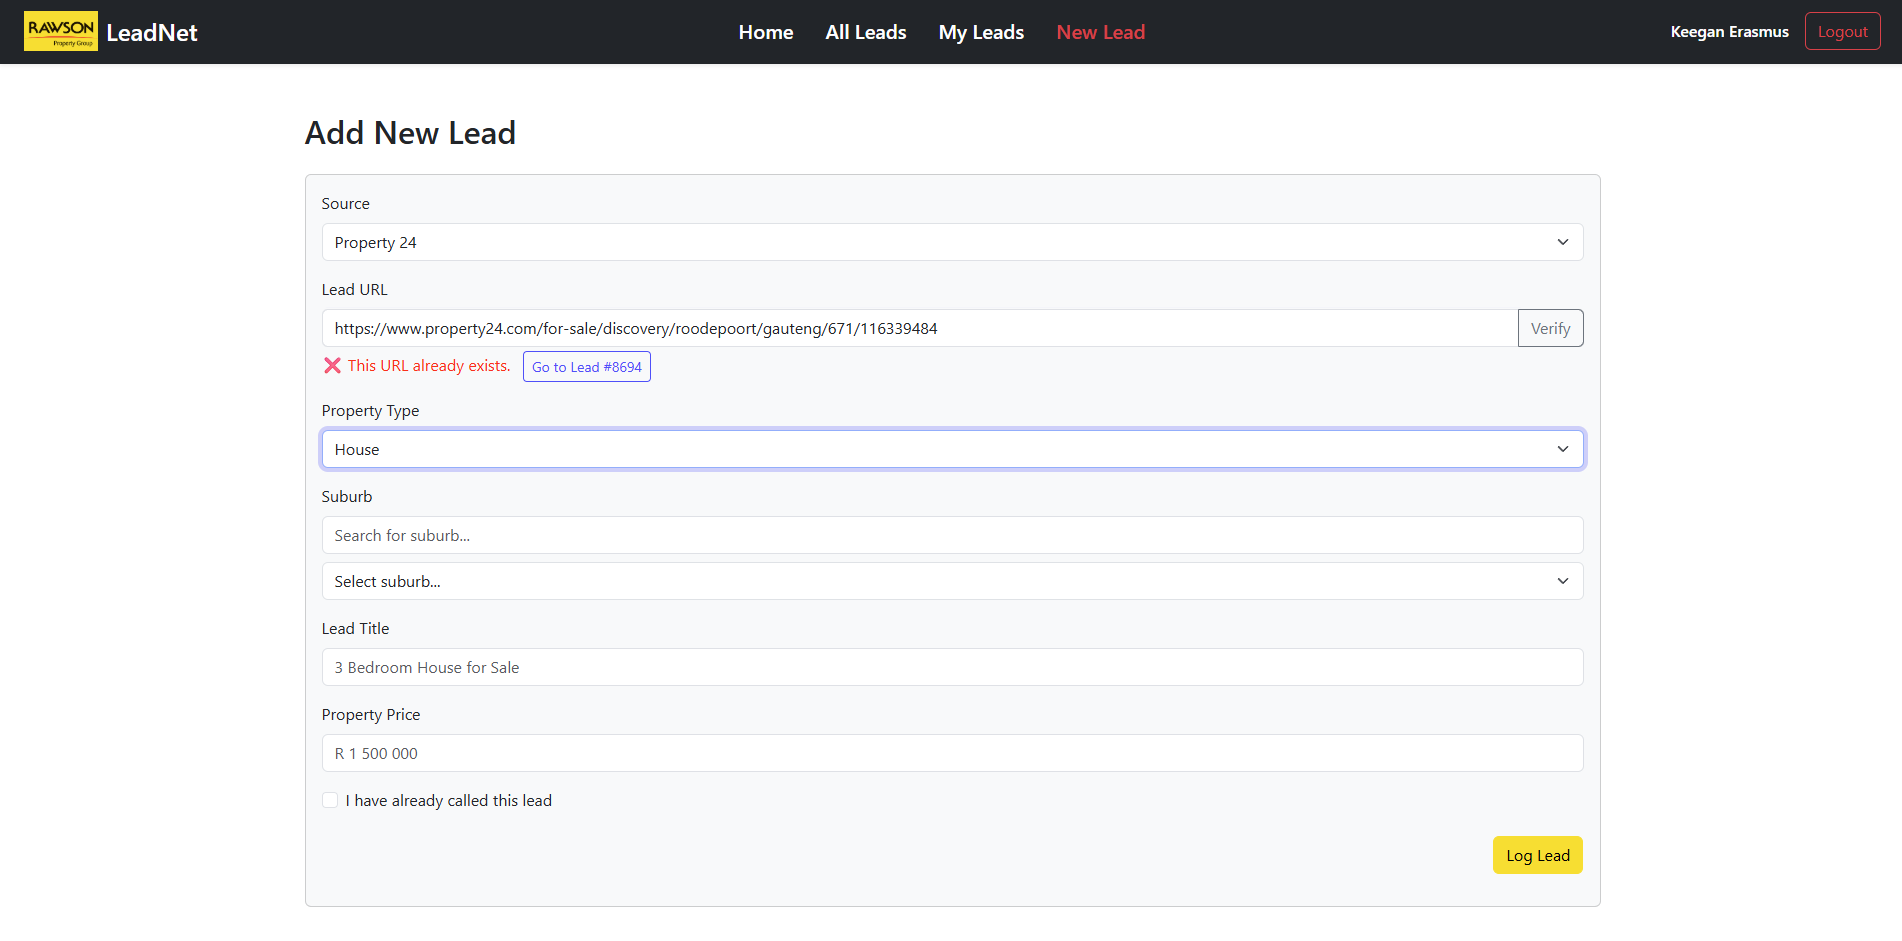 RAWSON
Property Group
LeadNet
Home
All Leads
My Leads
New Lead
Keegan Erasmus
Logout
Add New Lead
Source
Property 24
Lead URL
https://www.property24.com/for-sale/discovery/roodepoort/gauteng/671/116339484
Verify
❌ This URL already exists.
Go to Lead #8694
Property Type
House
Suburb
Search for suburb...
Select suburb...
Lead Title
3 Bedroom House for Sale
Property Price
R 1 500 000
I have already called this lead
Log Lead